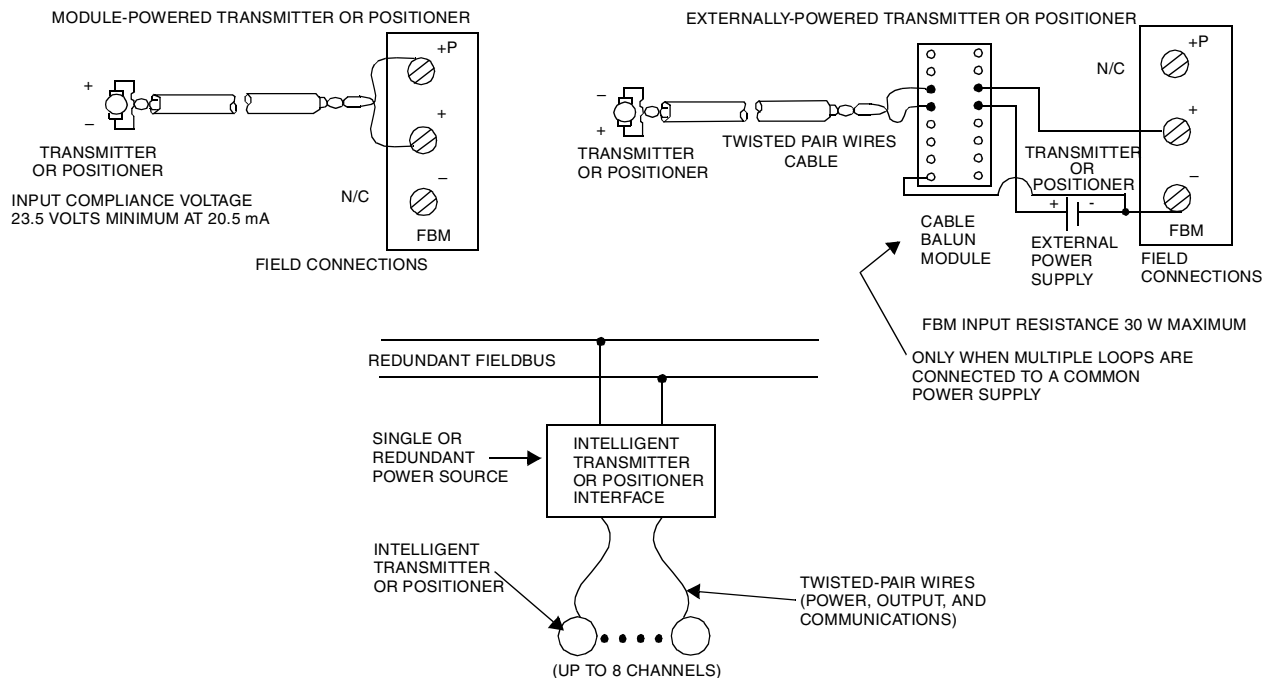 MODULE-POWERED TRANSMITTER OR POSITIONER
+P
+
–
+
–
TRANSMITTER
OR POSITIONER
INPUT COMPLIANCE VOLTAGE
23.5 VOLTS MINIMUM AT 20.5 mA
N/C
FBM
FIELD CONNECTIONS
EXTERNALLY-POWERED TRANSMITTER OR POSITIONER
+P
N/C
–
+
+
TRANSMITTER
OR POSITIONER
TWISTED PAIR WIRES
CABLE
TRANSMITTER
OR
POSITIONER
–
+ -
FBM
CABLE
BALUN
MODULE
EXTERNAL
POWER
SUPPLY
FIELD
CONNECTIONS
FBM INPUT RESISTANCE 30 W MAXIMUM
ONLY WHEN MULTIPLE LOOPS ARE
CONNECTED TO A COMMON
POWER SUPPLY
REDUNDANT FIELDBUS
SINGLE OR
REDUNDANT
POWER SOURCE
INTELLIGENT
TRANSMITTER
OR POSITIONER
INTERFACE
INTELLIGENT
TRANSMITTER
OR POSITIONER
TWISTED-PAIR WIRES
(POWER, OUTPUT, AND
COMMUNICATIONS)
(UP TO 8 CHANNELS)